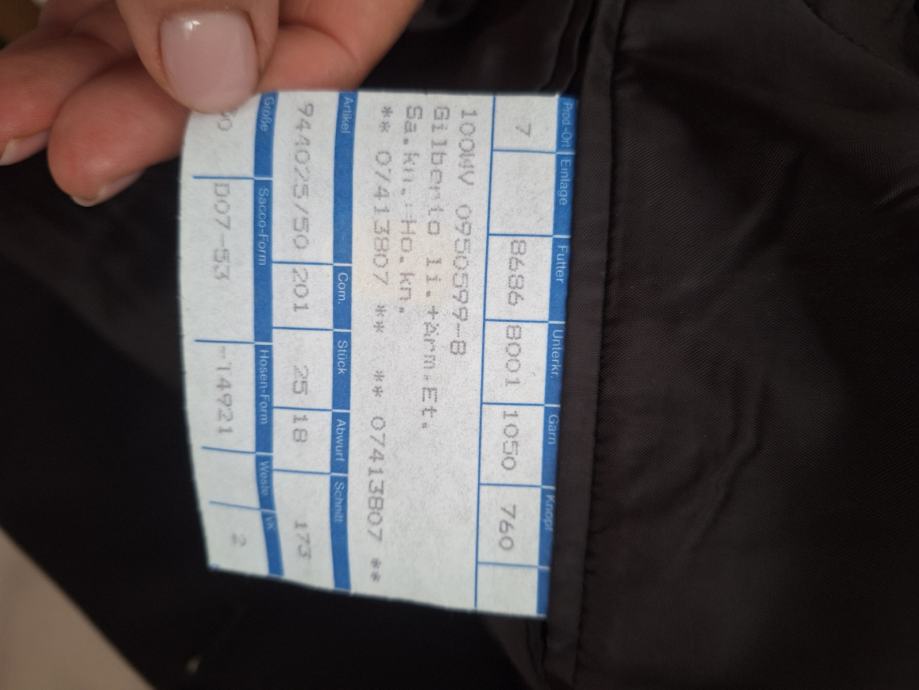 Prod.-Ort Einlage Futter Unterkr. Garn Knopf
7 8686 8001 1050 760
100WV 0950599-8
Gilberto li.+Ärm.Et.
Sa.kn.:Ho.kn.
** 07413807 ** ** 07413807 **
Artikel Com. Stück Abwurf Schnitt
944025/50 201 25 18 173
Größe Sacco-Form Hosen-Form Weste VK
0 D07-53 -14921 2